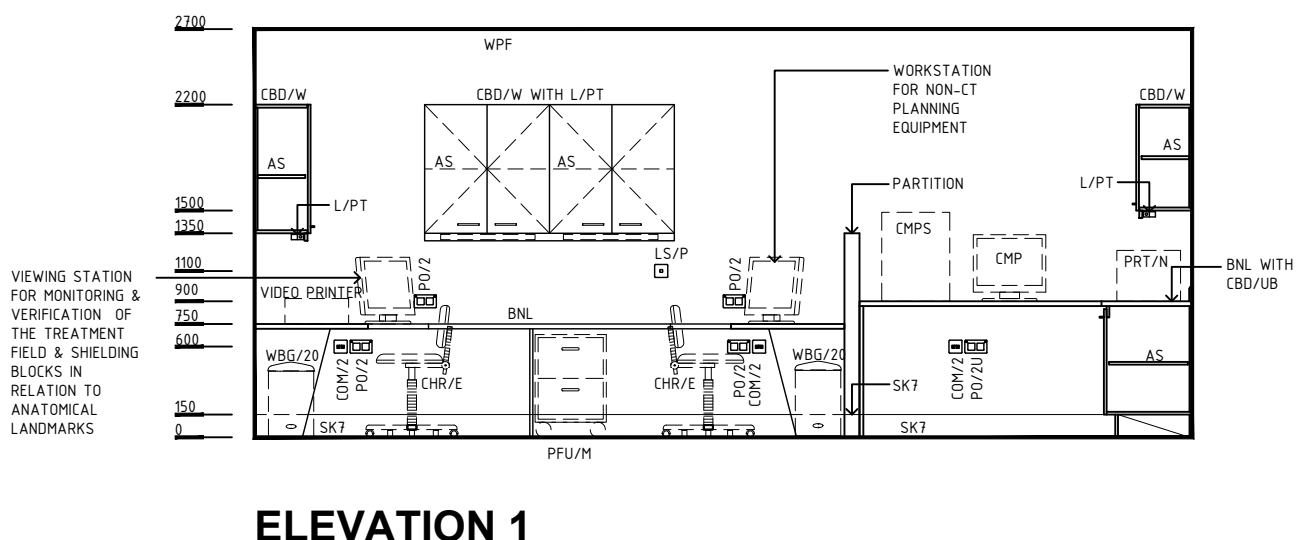 2700
WPF
2200
CBD/W
CBD/W WITH L/PT
WORKSTATION
FOR NON-CT
PLANNING
EQUIPMENT
CBD/W
AS
AS
AS
AS
1500
L/PT
PARTITION
L/PT
1350
CMPS
LS/P
1100
VIEWING STATION
FOR MONITORING &
VERIFICATION OF
THE TREATMENT
FIELD & SHIELDING
BLOCKS IN
RELATION TO
ANATOMICAL
LANDMARKS
PO/2
PO/2
CMP
PRT/N
BNL WITH
CBD/UB
900
VIDEO PRINTER
BNL
750
600
WBG/20
COM/2
PO/2
CHR/E
CHR/E
PO/2
COM/2
WBG/20
COM/2
PO/2U
AS
SK7
150
0
SK7
SK7
PFU/M
ELEVATION 1